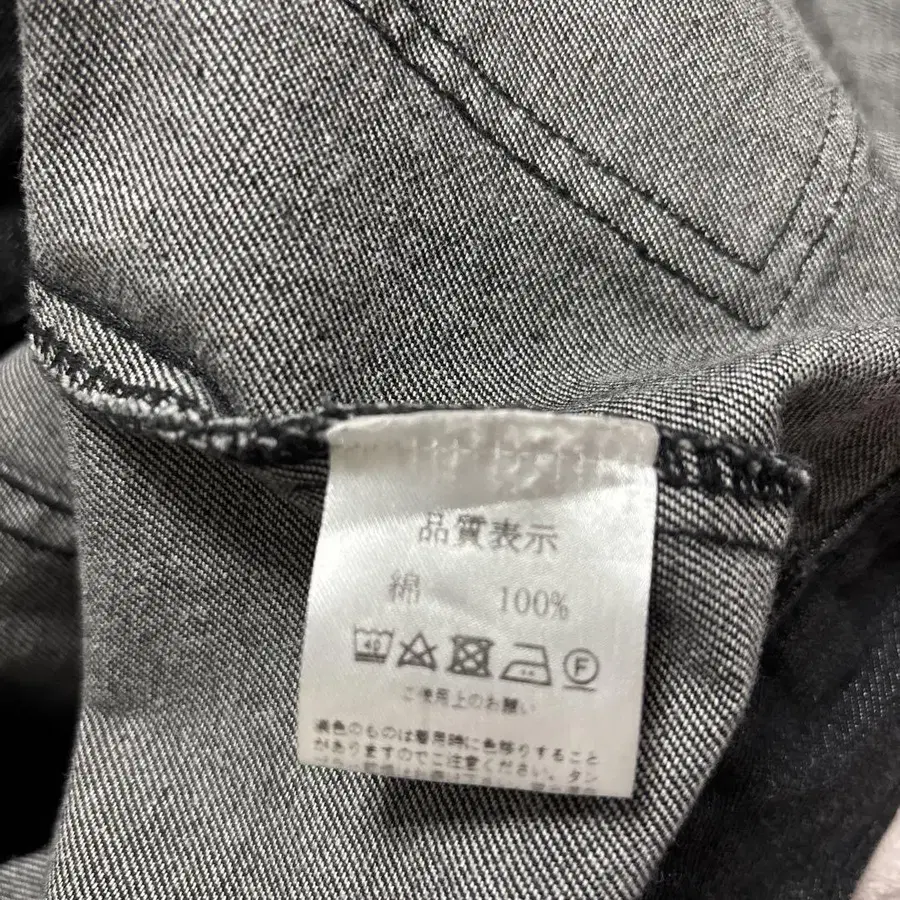 品質表示
綿 100%
40
F
ご使用上のお願い
濃色のものは着用時に色移りすること
がありますのでご注意ください。タン